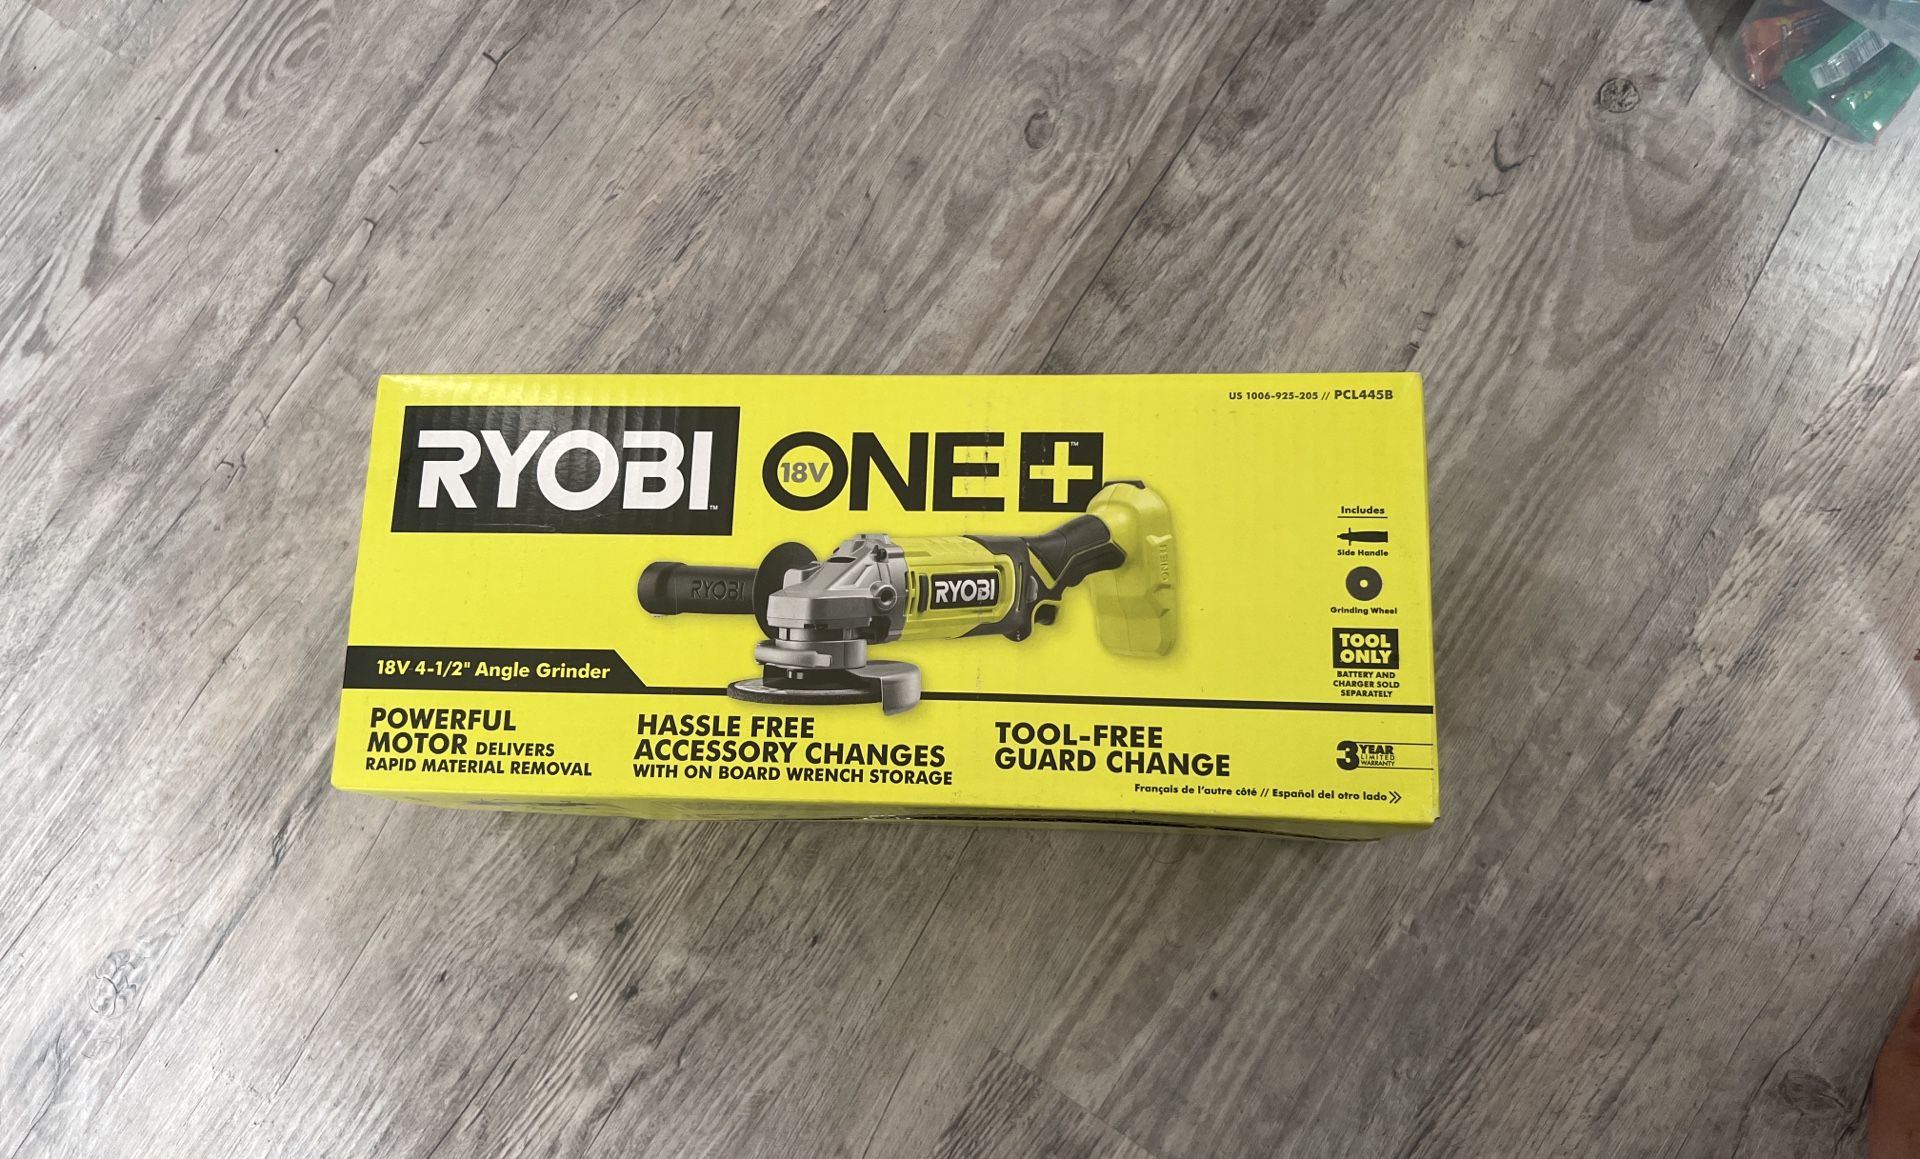 US 1006-925-205 // PCL445B
RYOBI™
18V ONE+™
Includes
Side Handle
Grinding Wheel
TOOL
ONLY
BATTERY AND
CHARGER SOLD
SEPARATELY
RYOBI
RYOBI
ONE+
18V 4-1/2" Angle Grinder
POWERFUL
MOTOR DELIVERS
RAPID MATERIAL REMOVAL
HASSLE FREE
ACCESSORY CHANGES
WITH ON BOARD WRENCH STORAGE
TOOL-FREE
GUARD CHANGE
3 YEAR
LIMITED
WARRANTY
Français de l'autre côté // Español del otro lado